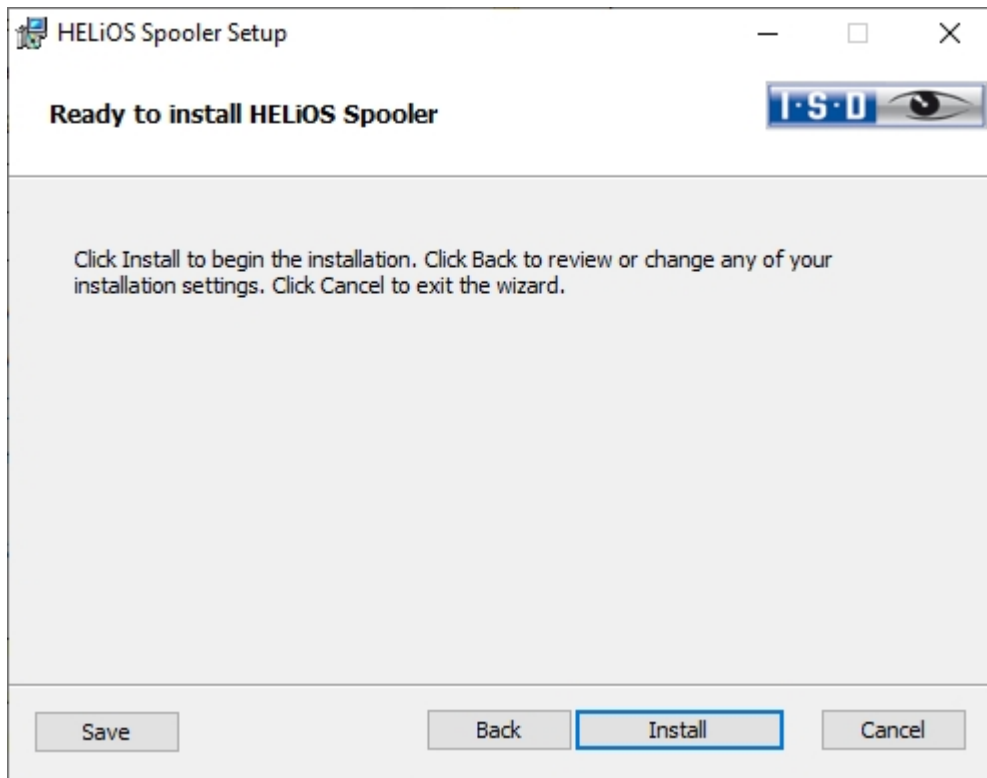 HELiOS Spooler Setup
Ready to install HELiOS Spooler
I·S·D
Click Install to begin the installation. Click Back to review or change any of your
installation settings. Click Cancel to exit the wizard.
Save
Back
Install
Cancel